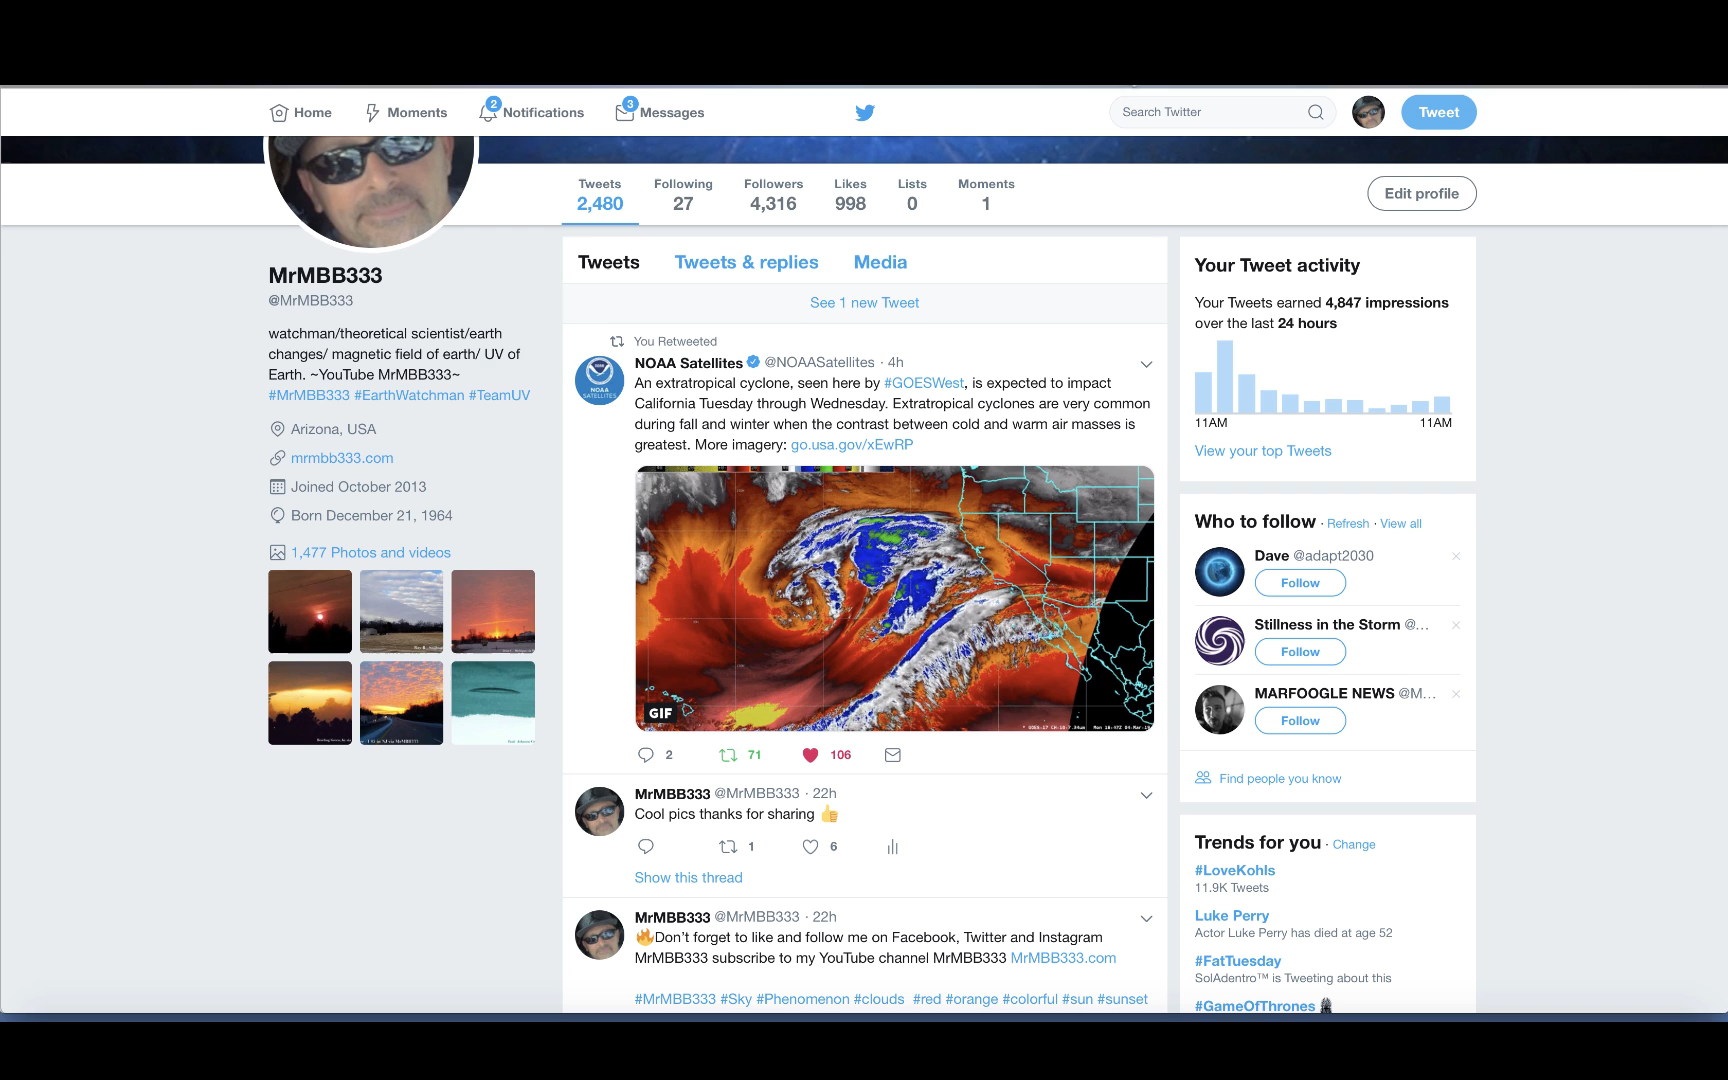 Home
Moments
2
Notifications
3
Messages
Search Twitter
Tweet
Tweets
2,480
Following
27
Followers
4,316
Likes
998
Lists
0
Moments
1
Edit profile
MrMBB333
@MrMBB333
watchman/theoretical scientist/earth
changes/ magnetic field of earth/ UV of
Earth. ~YouTube MrMBB333~
#MrMBB333 #EarthWatchman #TeamUV
Arizona, USA
mrmbb333.com
Joined October 2013
Born December 21, 1964
1,477 Photos and videos
Tweets
Tweets & replies
Media
See 1 new Tweet
You Retweeted
NOAA Satellites @NOAASatellites · 4h
An extratropical cyclone, seen here by #GOESWest, is expected to impact
California Tuesday through Wednesday. Extratropical cyclones are very common
during fall and winter when the contrast between cold and warm air masses is
greatest. More imagery: go.usa.gov/xEwRP
NOAA
SATELLITES
GIF
2
71
106
MrMBB333 @MrMBB333 · 22h
Cool pics thanks for sharing 👍
1
6
Show this thread
MrMBB333 @MrMBB333 · 22h
🔥Don't forget to like and follow me on Facebook, Twitter and Instagram
MrMBB333 subscribe to my YouTube channel MrMBB333 MrMBB333.com
#MrMBB333 #Sky #Phenomenon #clouds #red #orange #colorful #sun #sunset
Your Tweet activity
Your Tweets earned 4,847 impressions
over the last 24 hours
11AM
11AM
View your top Tweets
Who to follow · Refresh · View all
Dave @adapt2030
Follow
Stillness in the Storm @...
Follow
MARFOOGLE NEWS @M...
Follow
Find people you know
Trends for you · Change
#LoveKohls
11.9K Tweets
Luke Perry
Actor Luke Perry has died at age 52
#FatTuesday
SolAdentro™ is Tweeting about this
#GameOfThrones